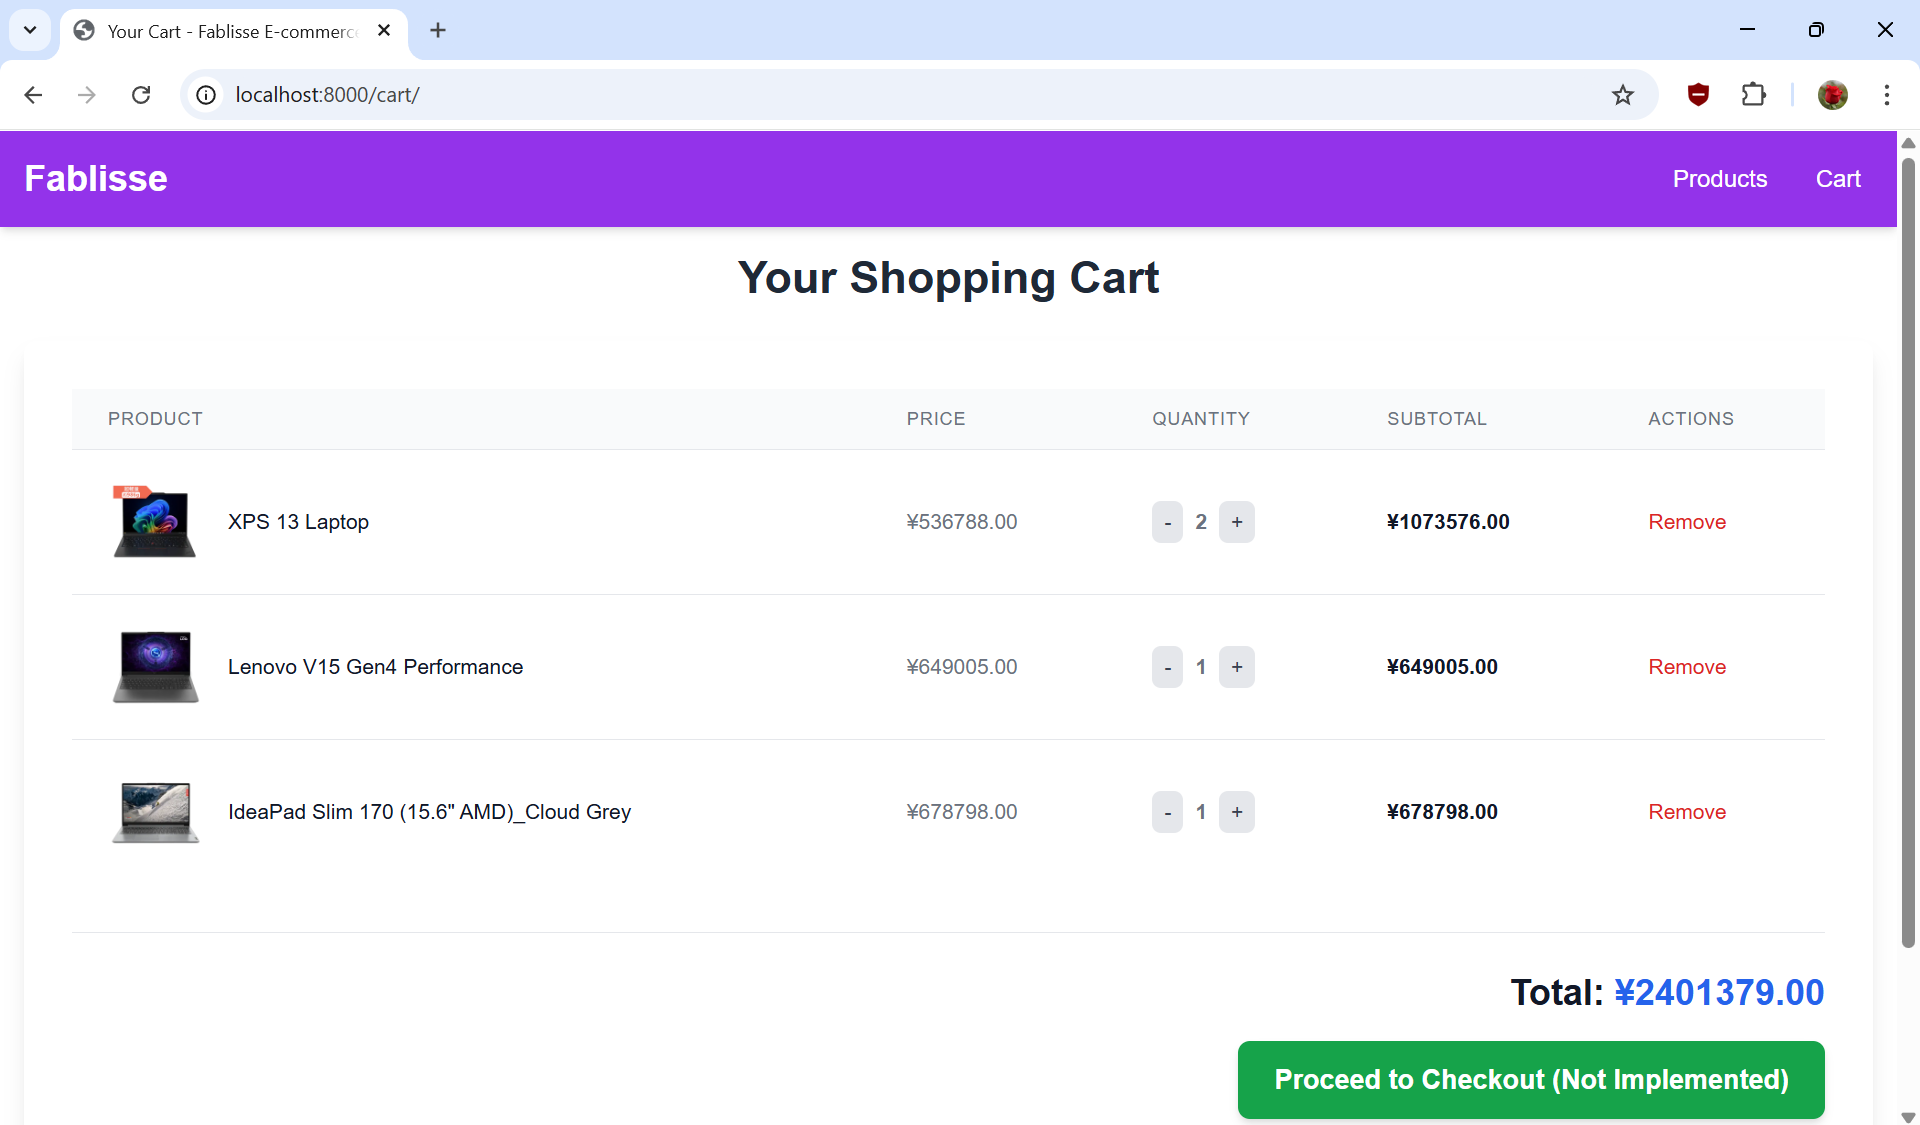 Your Cart - Fablisse E-commerce
localhost:8000/cart/
Fablisse
Products
Cart
Your Shopping Cart
PRODUCT PRICE QUANTITY SUBTOTAL ACTIONS
XPS 13 Laptop ¥536788.00 - 2 + ¥1073576.00 Remove
Lenovo V15 Gen4 Performance ¥649005.00 - 1 + ¥649005.00 Remove
IdeaPad Slim 170 (15.6" AMD)_Cloud Grey ¥678798.00 - 1 + ¥678798.00 Remove
Total: ¥2401379.00
Proceed to Checkout (Not Implemented)